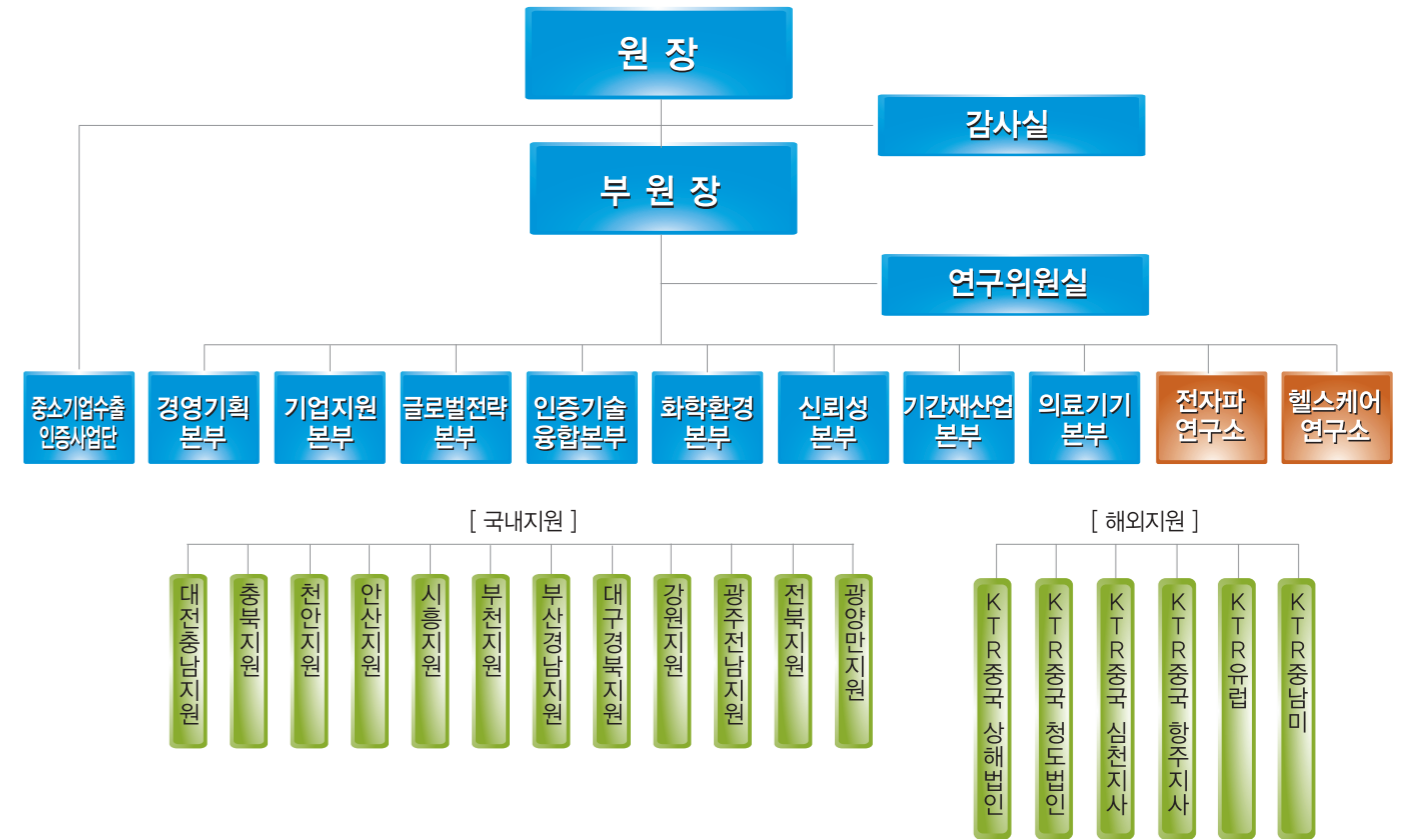 원 장
감사실
부 원 장
연구위원실
중소기업수출
인증사업단
경영기획
본부
기업지원
본부
글로벌전략
본부
인증기술
융합본부
화학환경
본부
신뢰성
본부
기간재산업
본부
의료기기
본부
전자파
연구소
헬스케어
연구소
[ 국내지원 ]
대전충남지원
충북지원
천안지원
안산지원
시흥지원
부천지원
부산경남지원
대구경북지원
강원지원
광주전남지원
전북지원
광양만지원
[ 해외지원 ]
KTR중국 상해법인
KTR중국 청도법인
KTR중국 심천지사
KTR중국 항주지사
KTR유럽
KTR중남미